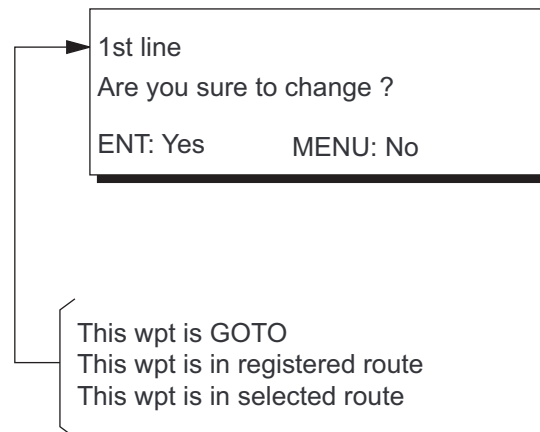 1st line
Are you sure to change ?
ENT: Yes MENU: No
This wpt is GOTO
This wpt is in registered route
This wpt is in selected route